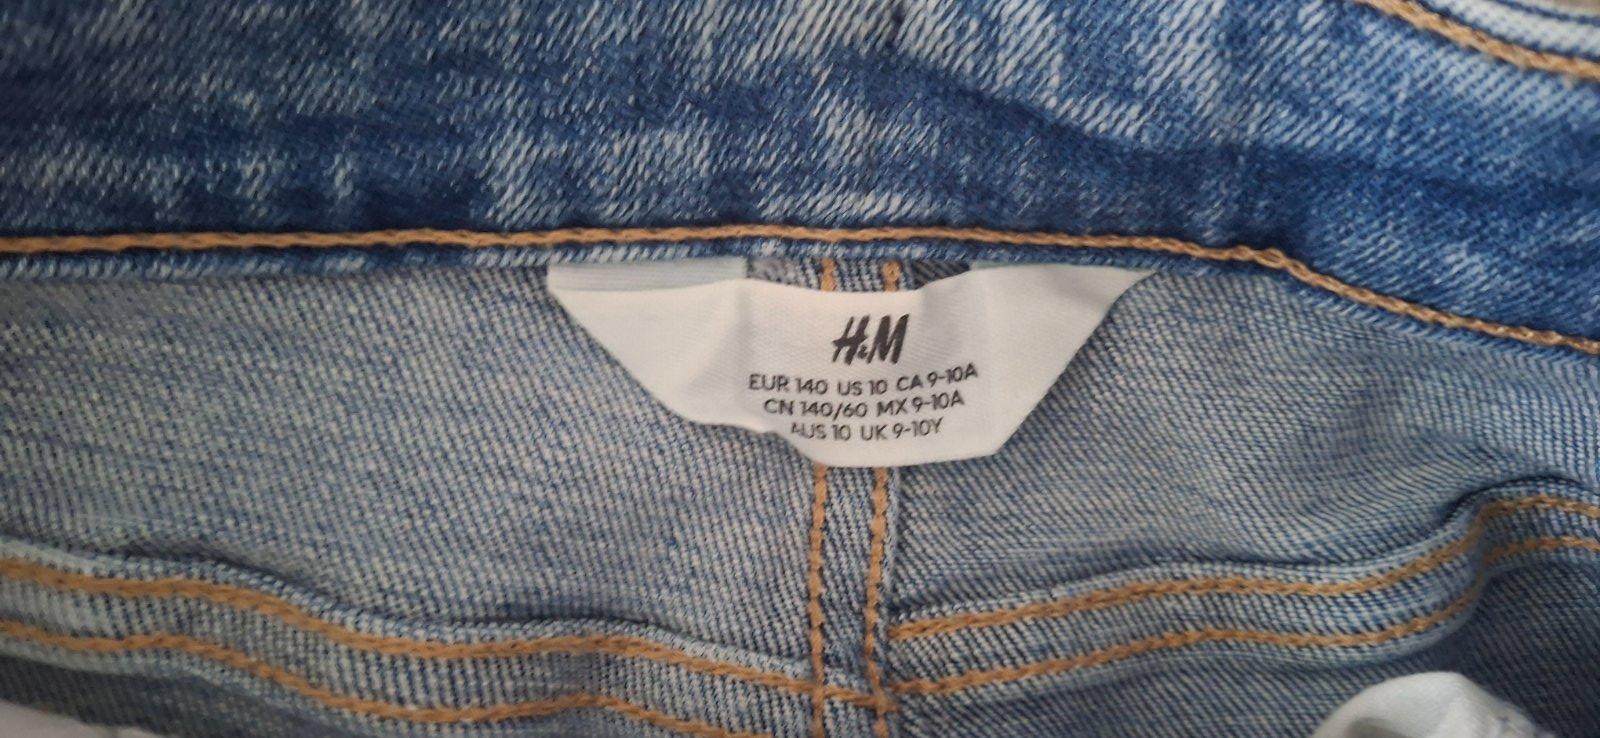 H&M
EUR 140 US 10 CA 9-10A
CN 140/60 MX 9-10A
AUS 10 UK 9-10Y